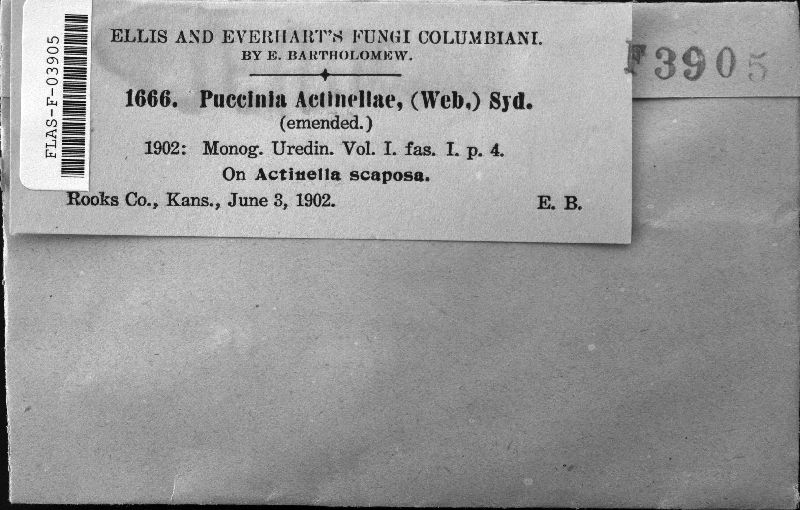 FLAS-F-03905
ELLIS AND EVERHART'S FUNGI COLUMBIANI.
BY E. BARTHOLOMEW.
1666. Puccinia Actinellae, (Web.) Syd.
(emended.)
1902: Monog. Uredin. Vol. I. fas. I. p. 4.
On Actinella scaposa.
Rooks Co., Kans., June 3, 1902. E. B.
F3905